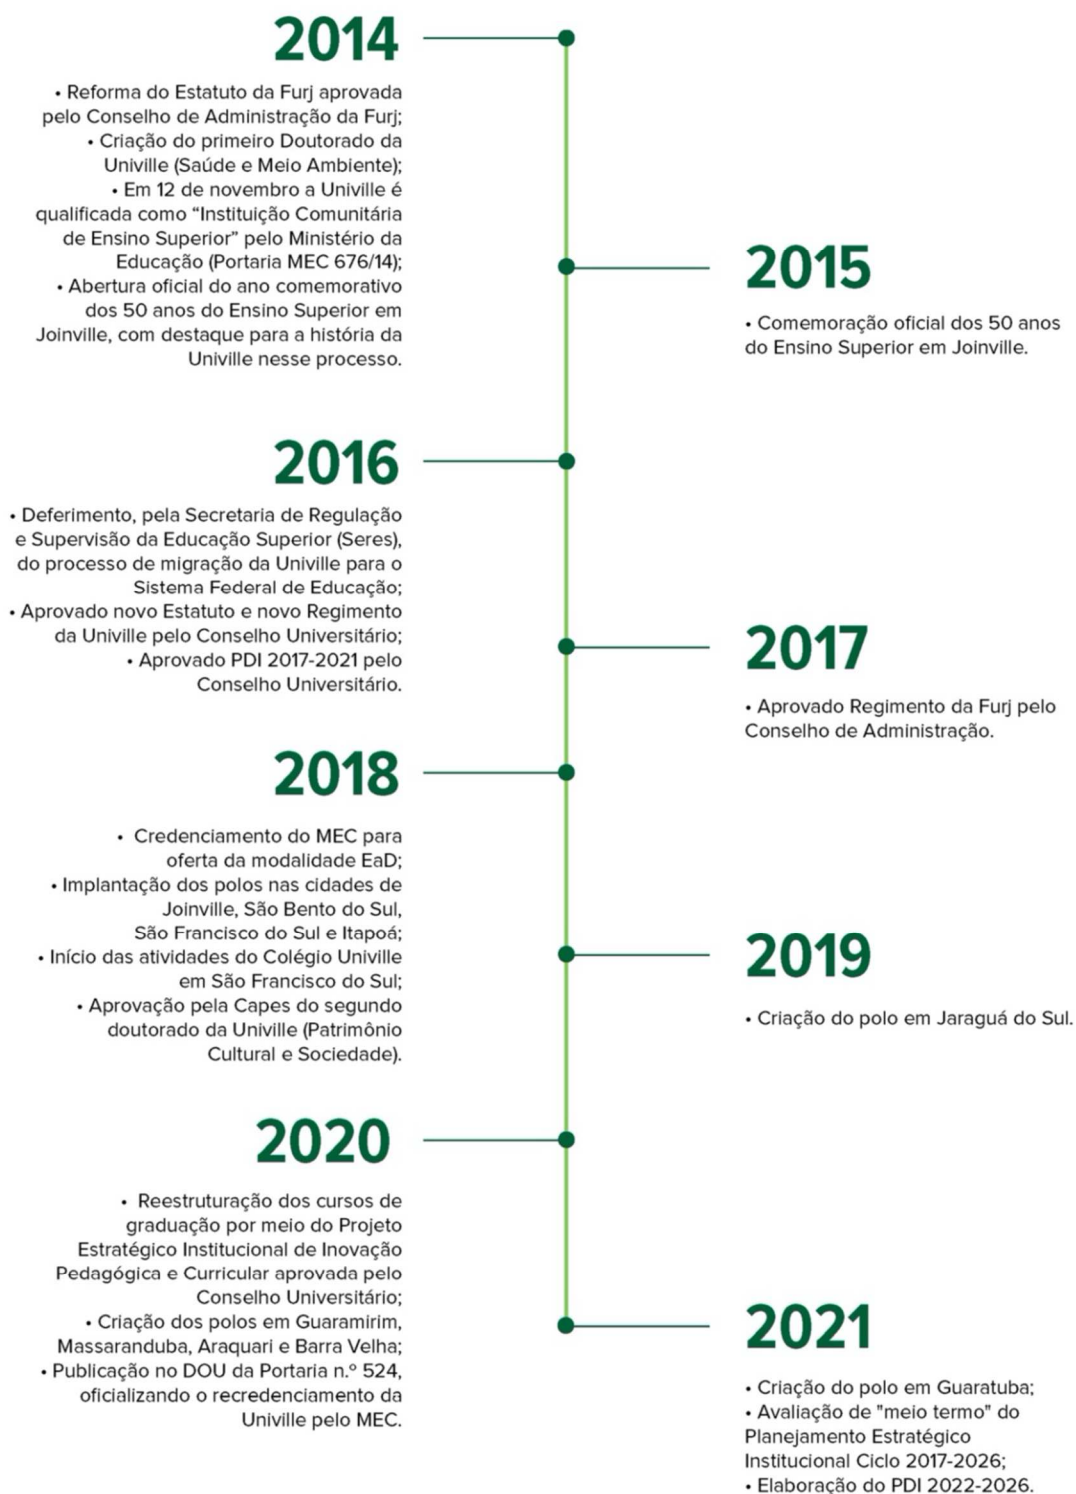 2014
• Reforma do Estatuto da Furj aprovada
pelo Conselho de Administração da Furj;
• Criação do primeiro Doutorado da
Univille (Saúde e Meio Ambiente);
• Em 12 de novembro a Univille é
qualificada como “Instituição Comunitária
de Ensino Superior” pelo Ministério da
Educação (Portaria MEC 676/14);
• Abertura oficial do ano comemorativo
dos 50 anos do Ensino Superior em
Joinville, com destaque para a história da
Univille nesse processo.
2015
• Comemoração oficial dos 50 anos
do Ensino Superior em Joinville.
2016
• Deferimento, pela Secretaria de Regulação
e Supervisão da Educação Superior (Seres),
do processo de migração da Univille para o
Sistema Federal de Educação;
• Aprovado novo Estatuto e novo Regimento
da Univille pelo Conselho Universitário;
• Aprovado PDI 2017-2021 pelo
Conselho Universitário.
2017
• Aprovado Regimento da Furj pelo
Conselho de Administração.
2018
• Credenciamento do MEC para
oferta da modalidade EaD;
• Implantação dos polos nas cidades de
Joinville, São Bento do Sul,
São Francisco do Sul e Itapoá;
• Início das atividades do Colégio Univille
em São Francisco do Sul;
• Aprovação pela Capes do segundo
doutorado da Univille (Patrimônio
Cultural e Sociedade).
2019
• Criação do polo em Jaraguá do Sul.
2020
• Reestruturação dos cursos de
graduação por meio do Projeto
Estratégico Institucional de Inovação
Pedagógica e Curricular aprovada pelo
Conselho Universitário;
• Criação dos polos em Guaramirim,
Massaranduba, Araquari e Barra Velha;
• Publicação no DOU da Portaria n.º 524,
oficializando o recredenciamento da
Univille pelo MEC.
2021
• Criação do polo em Guaratuba;
• Avaliação de "meio termo" do
Planejamento Estratégico
Institucional Ciclo 2017-2026;
• Elaboração do PDI 2022-2026.